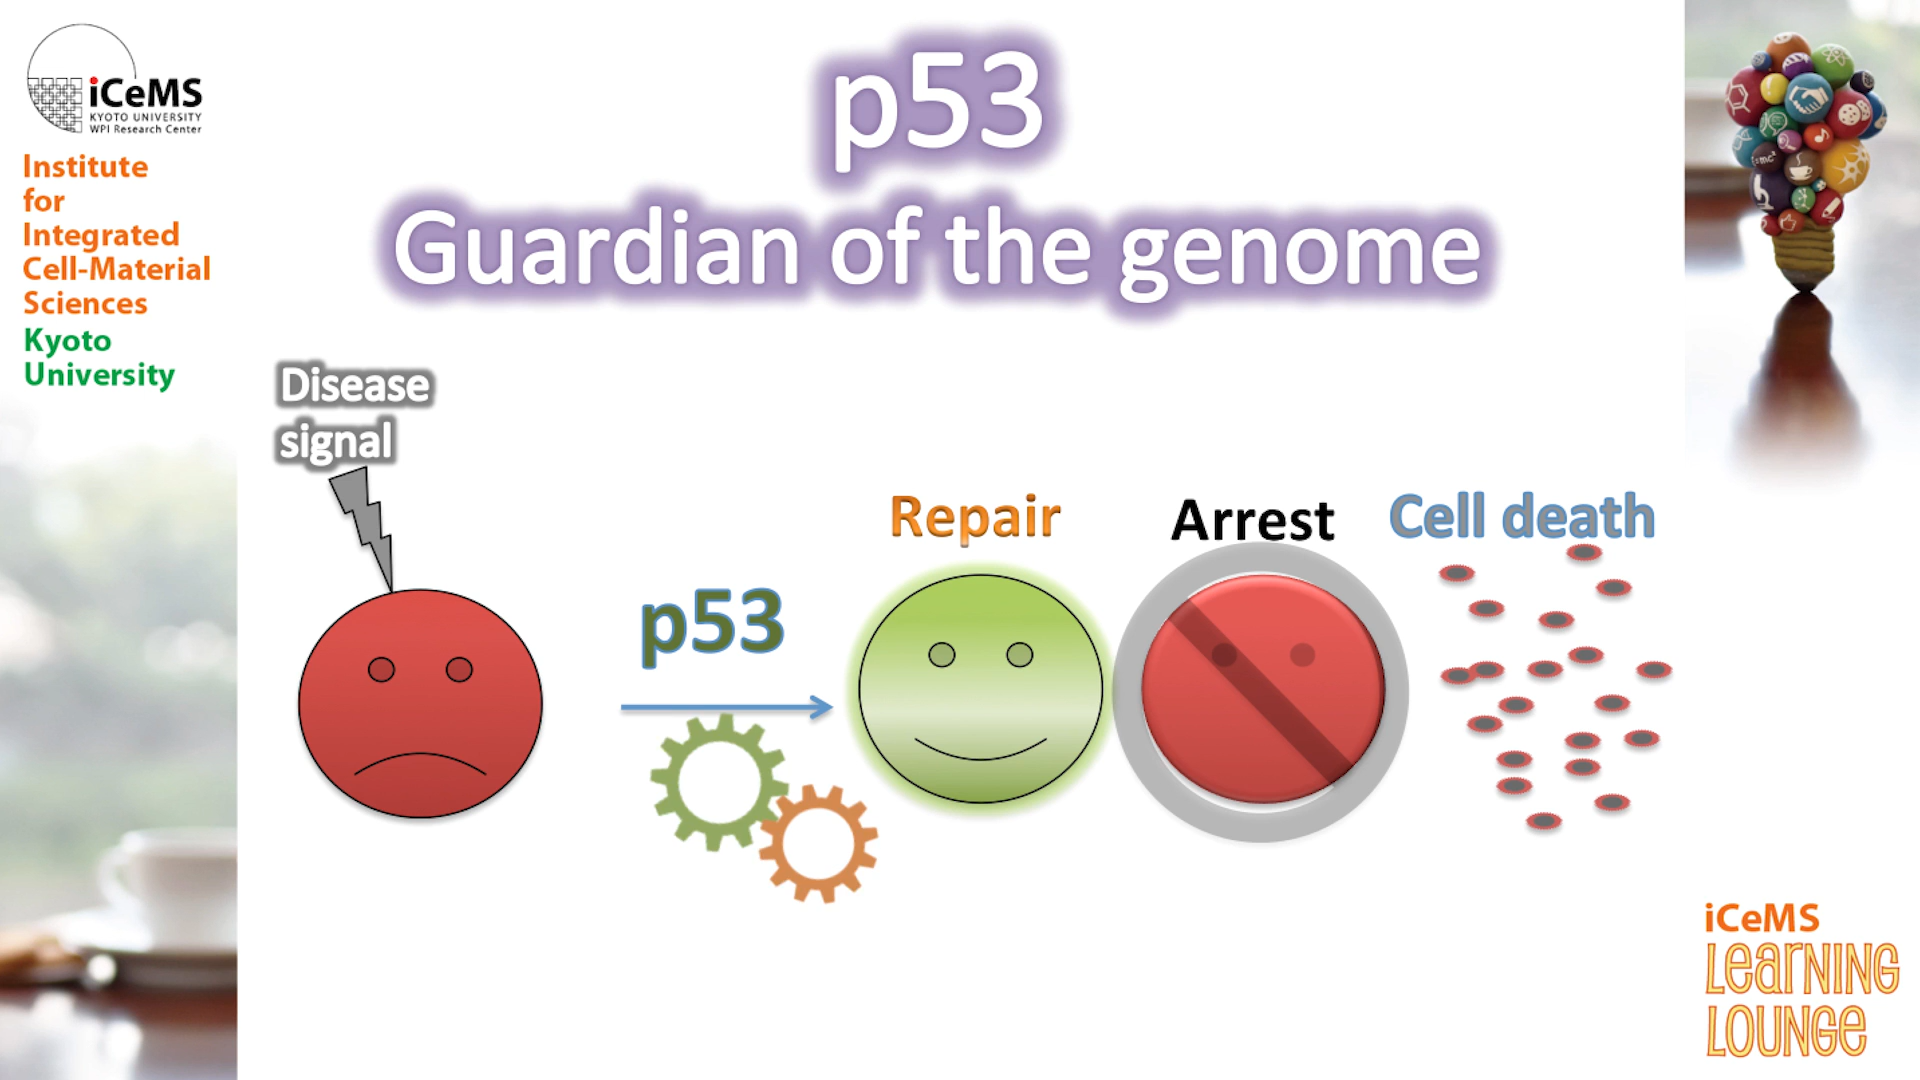 iCeMS
KYOTO UNIVERSITY
WPI Research Center
Institute
for
Integrated
Cell-Material
Sciences
Kyoto
University
p53
Guardian of the genome
Disease
signal
p53
Repair
Arrest
Cell death
=mc²
iCeMS
LearNING
LOUNGe